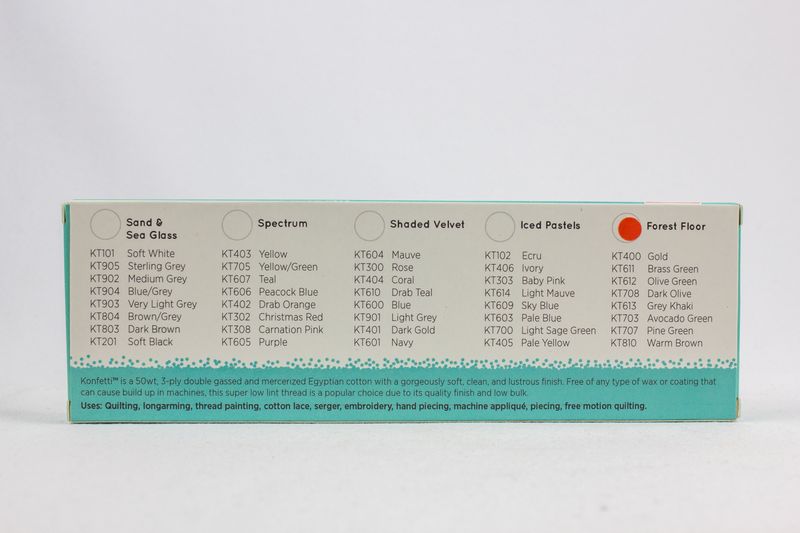 Sand &
Sea Glass
KT101 Soft White
KT905 Sterling Grey
KT902 Medium Grey
KT904 Blue/Grey
KT903 Very Light Grey
KT804 Brown/Grey
KT803 Dark Brown
KT201 Soft Black
Spectrum
KT403 Yellow
KT705 Yellow/Green
KT607 Teal
KT606 Peacock Blue
KT402 Drab Orange
KT302 Christmas Red
KT308 Carnation Pink
KT605 Purple
Shaded Velvet
KT604 Mauve
KT300 Rose
KT404 Coral
KT610 Drab Teal
KT600 Blue
KT901 Light Grey
KT401 Dark Gold
KT601 Navy
Iced Pastels
KT102 Ecru
KT406 Ivory
KT303 Baby Pink
KT614 Light Mauve
KT609 Sky Blue
KT603 Pale Blue
KT700 Light Sage Green
KT405 Pale Yellow
Forest Floor
KT400 Gold
KT611 Brass Green
KT612 Olive Green
KT708 Dark Olive
KT613 Grey Khaki
KT703 Avocado Green
KT707 Pine Green
KT810 Warm Brown
Konfetti™ is a 50wt, 3-ply double gassed and mercerized Egyptian cotton with a gorgeously soft, clean, and lustrous finish. Free of any type of wax or coating that
can cause build up in machines, this super low lint thread is a popular choice due to its quality finish and low bulk.
Uses: Quilting, longarming, thread painting, cotton lace, serger, embroidery, hand piecing, machine appliqué, piecing, free motion quilting.